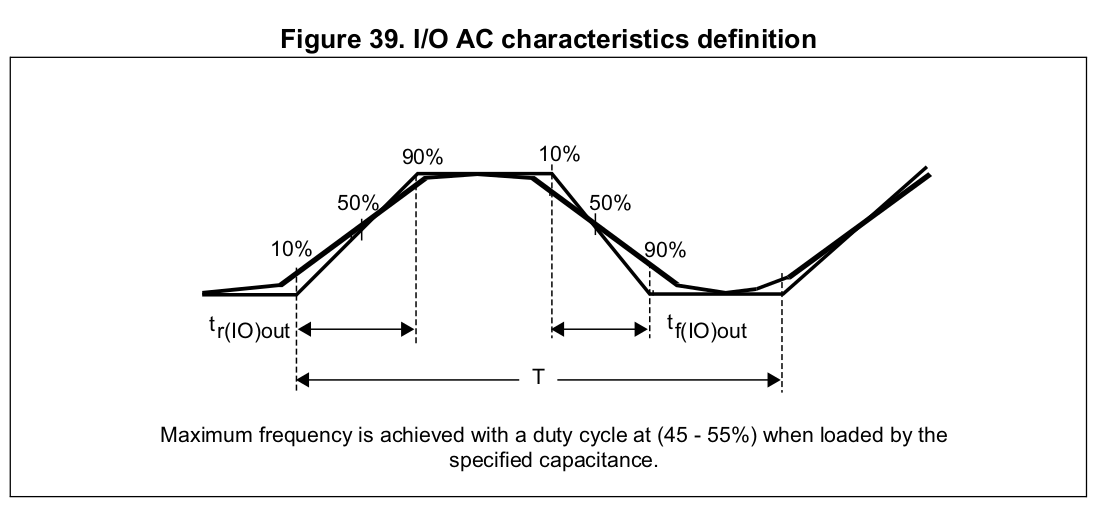 Figure 39. I/O AC characteristics definition
90%
10%
50%
50%
10%
90%
tr(IO)out
tf(IO)out
T
Maximum frequency is achieved with a duty cycle at (45 - 55%) when loaded by the
specified capacitance.